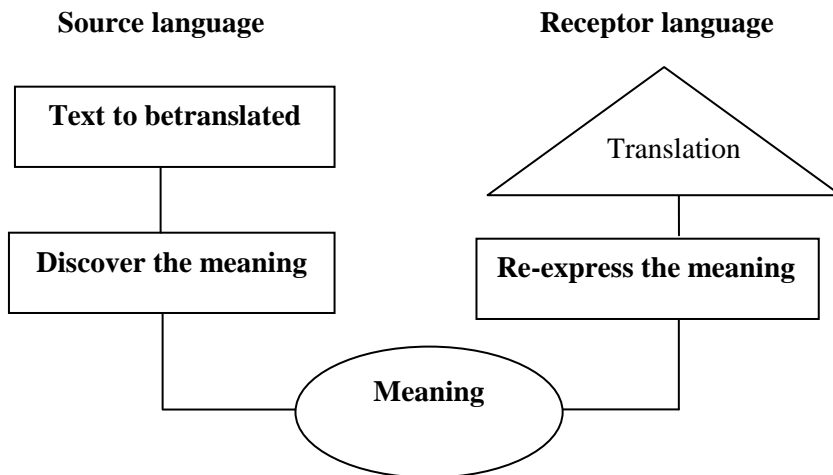 Source language
Receptor language
Text to betranslated
Translation
Discover the meaning
Re-express the meaning
Meaning